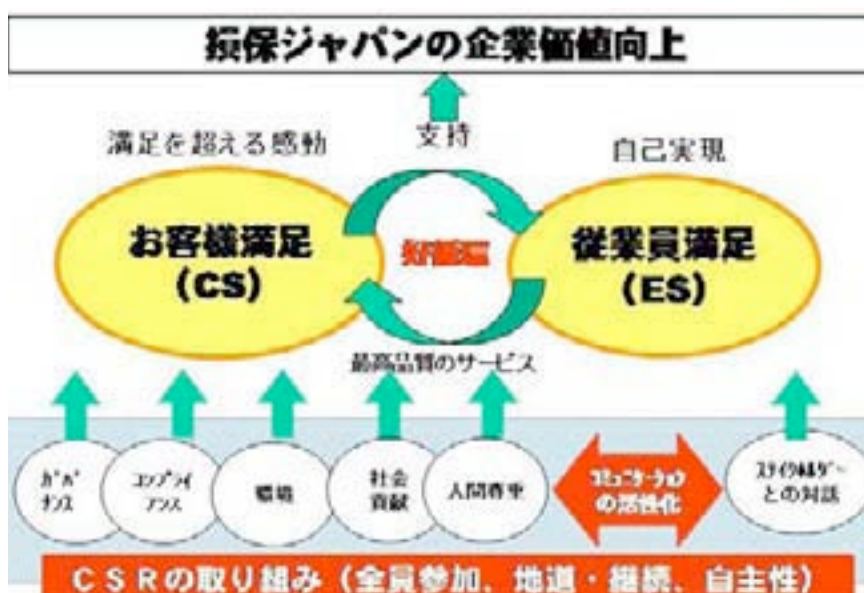 損保ジャパンの企業価値向上
満足を超える感動
支持
自己実現
お客様満足
(CS)
好循環
従業員満足
(ES)
最高品質のサービス
ｶﾞﾊﾞ
ﾅﾝｽ
ｺﾝﾌﾟﾗｲ
ｱﾝｽ
環境
社会
貢献
人間尊重
ｺﾐｭﾆｹｰｼｮﾝ
の活性化
ｽﾃｲｸﾎﾙﾀﾞｰ
との対話
ＣＳＲの取り組み（全員参加、地道・継続、自主性）